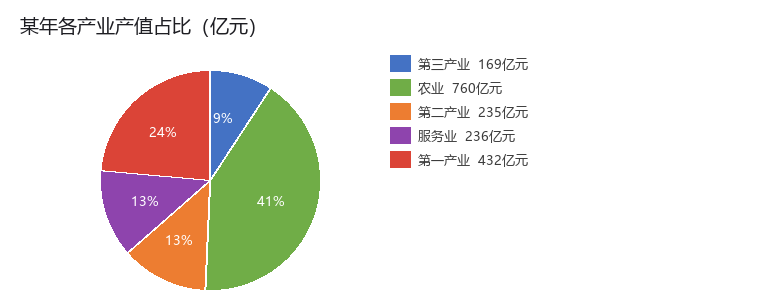 某年各产业产值占比（亿元）
第三产业 169亿元
农业 760亿元
第二产业 235亿元
服务业 236亿元
第一产业 432亿元
9%
24%
41%
13%
13%